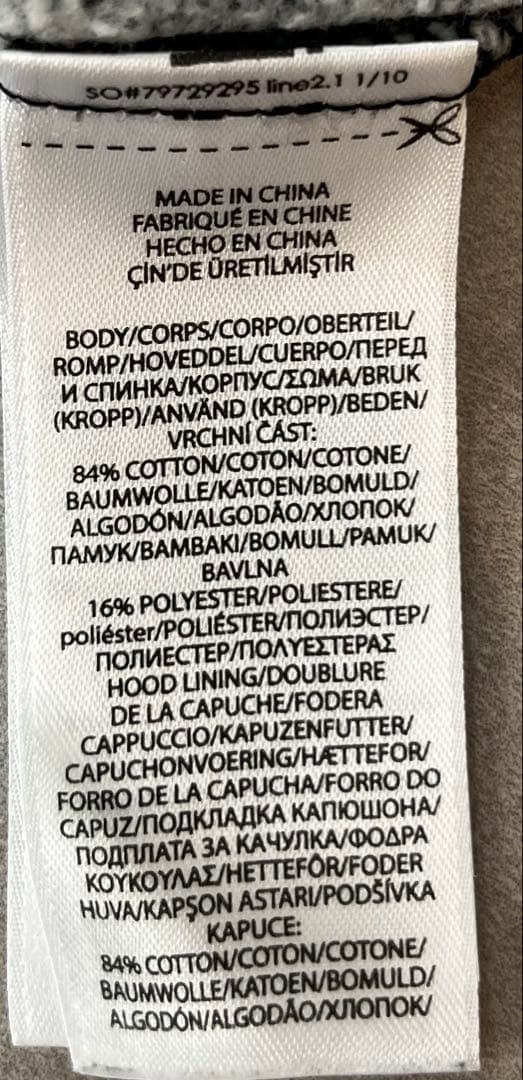 SO#79729295 line2.1 1/10
MADE IN CHINA
FABRIQUÉ EN CHINE
HECHO EN CHINA
ÇİN'DE ÜRETİLMİŞTİR
BODY/CORPS/CORPO/OBERTEIL/
ROMP/HOVEDDEL/CUERPO/ПЕРЕД
И СПИНКА/КОРПУС/ΣΩΜΑ/BRUK
(KROPP)/ANVÄND (KROPP)/BEDEN/
VRCHNÍ ČÁST:
84% COTTON/COTON/COTONE/
BAUMWOLLE/KATOEN/BOMULD/
ALGODÓN/ALGODÃO/ХЛОПОК/
ПАМУК/ΒΑΜΒΑΚΙ/BOMULL/PAMUK/
BAVLNA
16% POLYESTER/POLIESTERE/
poliéster/POLIÉSTER/ПОЛИЭСТЕР/
ПОЛИЕСТЕР/ΠΟΛΥΕΣΤΕΡΑΣ
HOOD LINING/DOUBLURE
DE LA CAPUCHE/FODERA
CAPPUCCIO/KAPUZENFUTTER/
CAPUCHONVOERING/HÆTTEFOR/
FORRO DE LA CAPUCHA/FORRO DO
CAPUZ/ПОДКЛАДКА КАПЮШОНА/
ПОДПЛАТА ЗА КАЧУЛКА/ΦΟΔΡΑ
ΚΟΥΚΟΥΛΑΣ/HETTEFÔR/FODER
HUVA/KAPŞON ASTARI/PODŠÍVKA
KAPUCE:
84% COTTON/COTON/COTONE/
BAUMWOLLE/KATOEN/BOMULD/
ALGODÓN/ALGODÃO/ХЛОПОК/